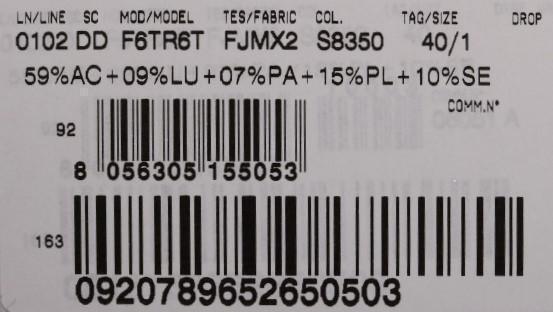 LN/LINE SC MOD/MODEL TES/FABRIC COL. TAG/SIZE DROP
0102 DD F6TR6T FJMX2 S8350 40/1
59%AC+09%LU+07%PA+15%PL+10%SE
COMM.N°
92
8 056305 155053
163
0920789652650503